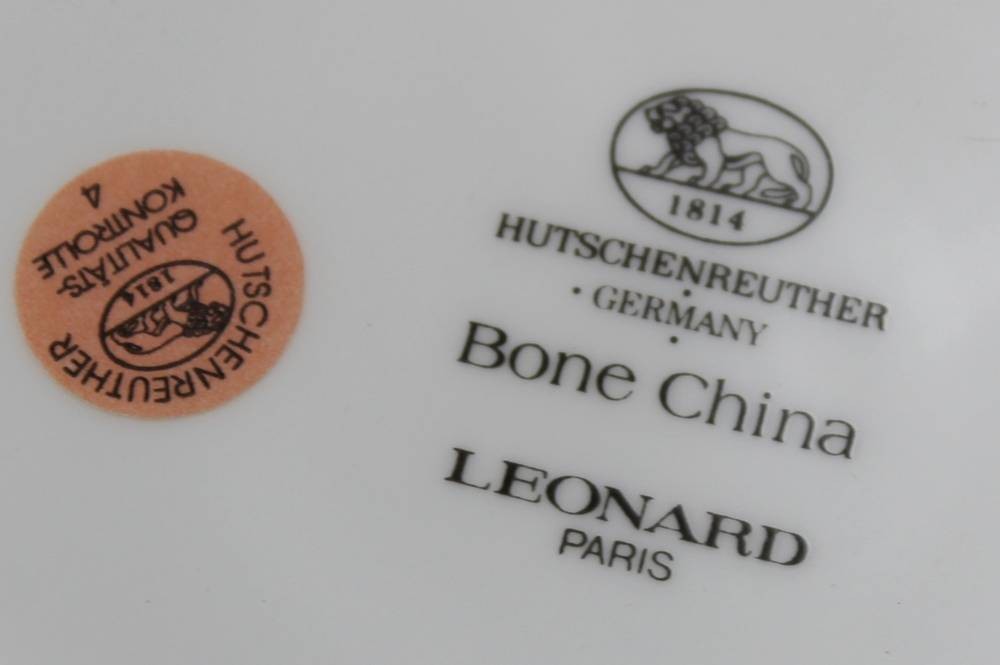 1814
HUTSCHENREUTHER
· GERMANY ·
Bone China
LEONARD
PARIS
HUTSCHENREUTHER
1814
QUALITÄTS-
KONTROLLE
4